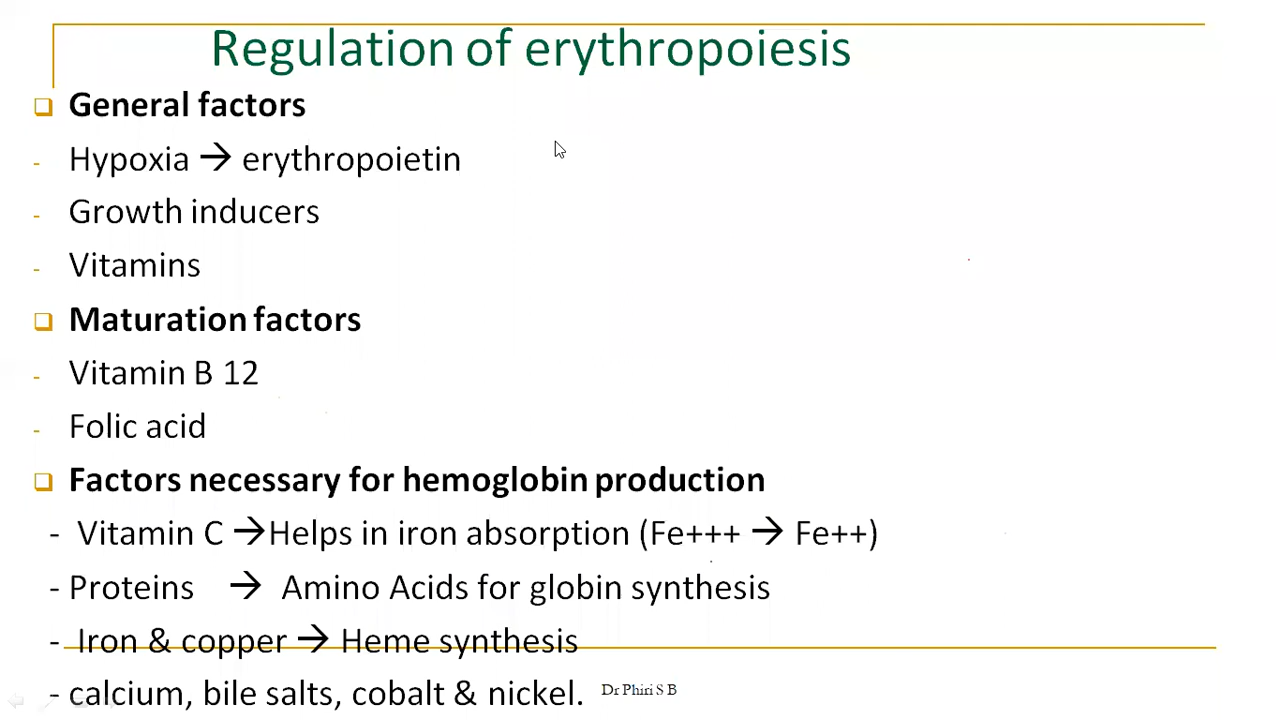 Regulation of erythropoiesis
General factors
- Hypoxia → erythropoietin
- Growth inducers
- Vitamins
Maturation factors
- Vitamin B 12
- Folic acid
Factors necessary for hemoglobin production
- Vitamin C →Helps in iron absorption (Fe+++ → Fe++)
- Proteins → Amino Acids for globin synthesis
- Iron & copper → Heme synthesis
- calcium, bile salts, cobalt & nickel.
Dr Phiri S B